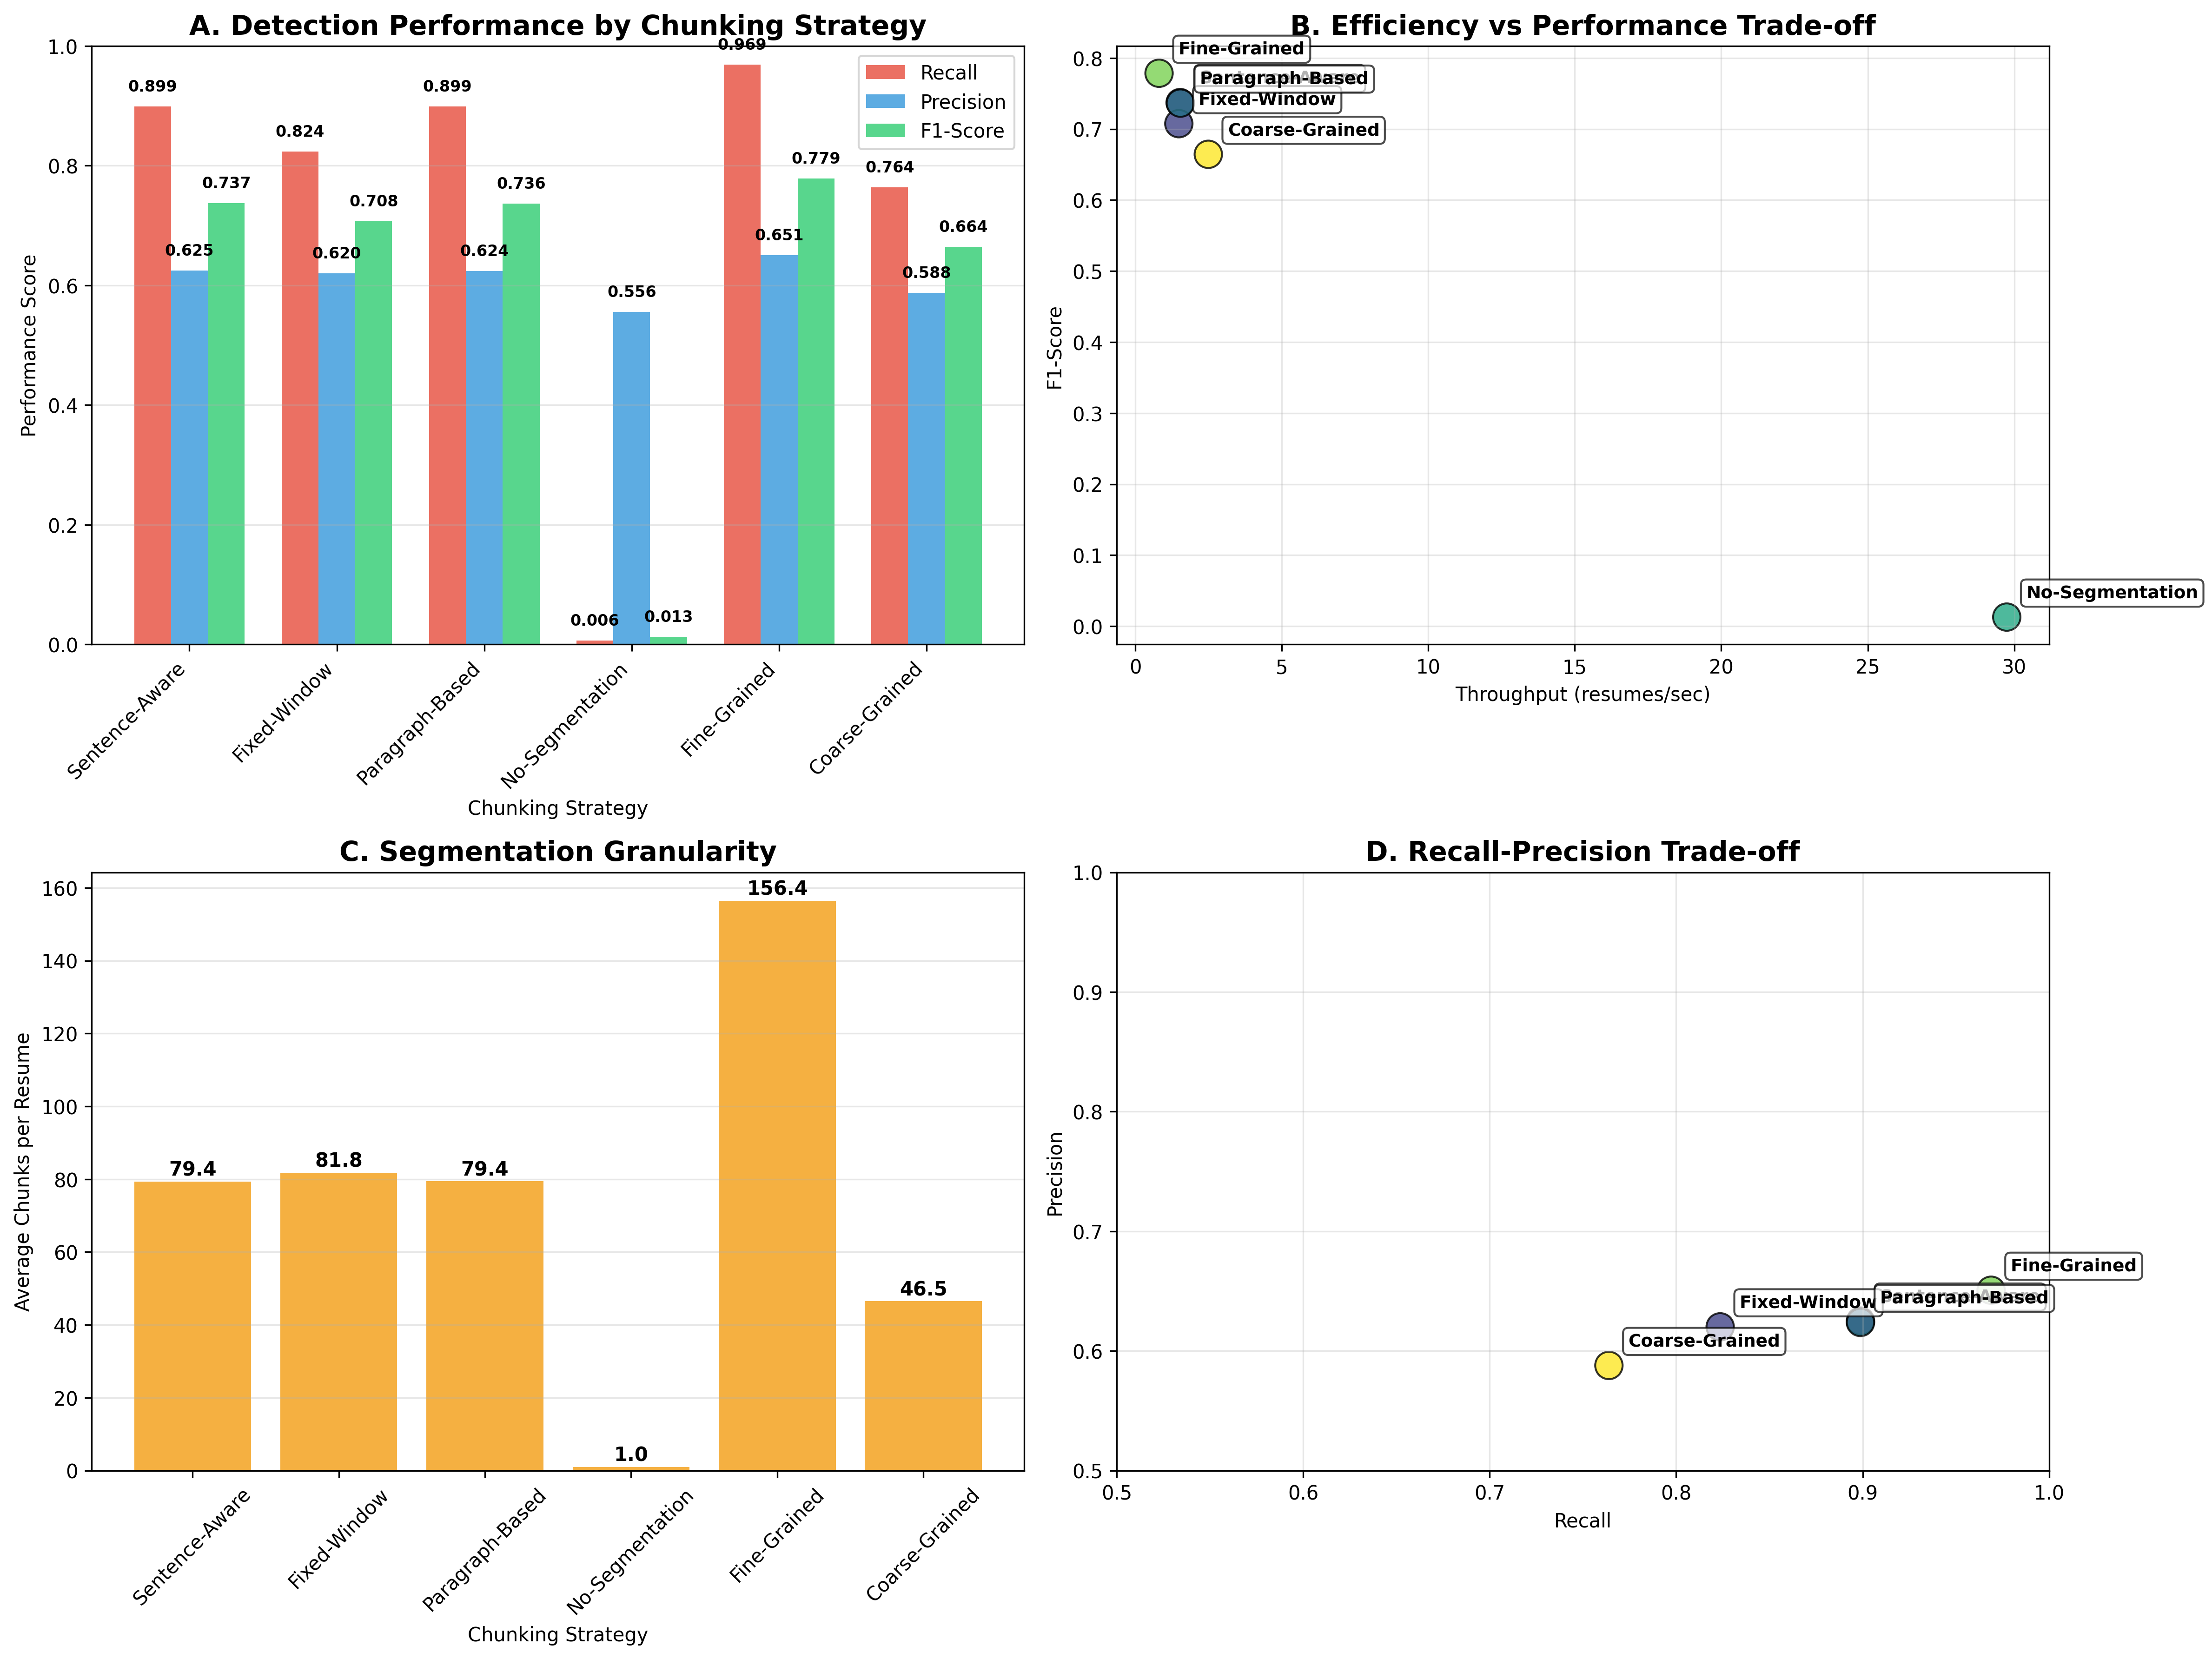 A. Detection Performance by Chunking Strategy
Performance Score
1.0
0.8
0.6
0.4
0.2
0.0
0.899
0.625
0.737
0.824
0.620
0.708
0.899
0.624
0.736
0.006
0.556
0.013
0.969
0.651
0.779
0.764
0.588
0.664
Recall
Precision
F1-Score
Sentence-Aware
Fixed-Window
Paragraph-Based
No-Segmentation
Fine-Grained
Coarse-Grained
Chunking Strategy
B. Efficiency vs Performance Trade-off
F1-Score
0.8
0.7
0.6
0.5
0.4
0.3
0.2
0.1
0.0
Fine-Grained
Paragraph-Based
Fixed-Window
Coarse-Grained
No-Segmentation
0
5
10
15
20
25
30
Throughput (resumes/sec)
C. Segmentation Granularity
Average Chunks per Resume
160
140
120
100
80
60
40
20
0
79.4
81.8
79.4
1.0
156.4
46.5
Sentence-Aware
Fixed-Window
Paragraph-Based
No-Segmentation
Fine-Grained
Coarse-Grained
Chunking Strategy
D. Recall-Precision Trade-off
Precision
1.0
0.9
0.8
0.7
0.6
0.5
Fine-Grained
Paragraph-Based
Fixed-Window
Coarse-Grained
0.5
0.6
0.7
0.8
0.9
1.0
Recall